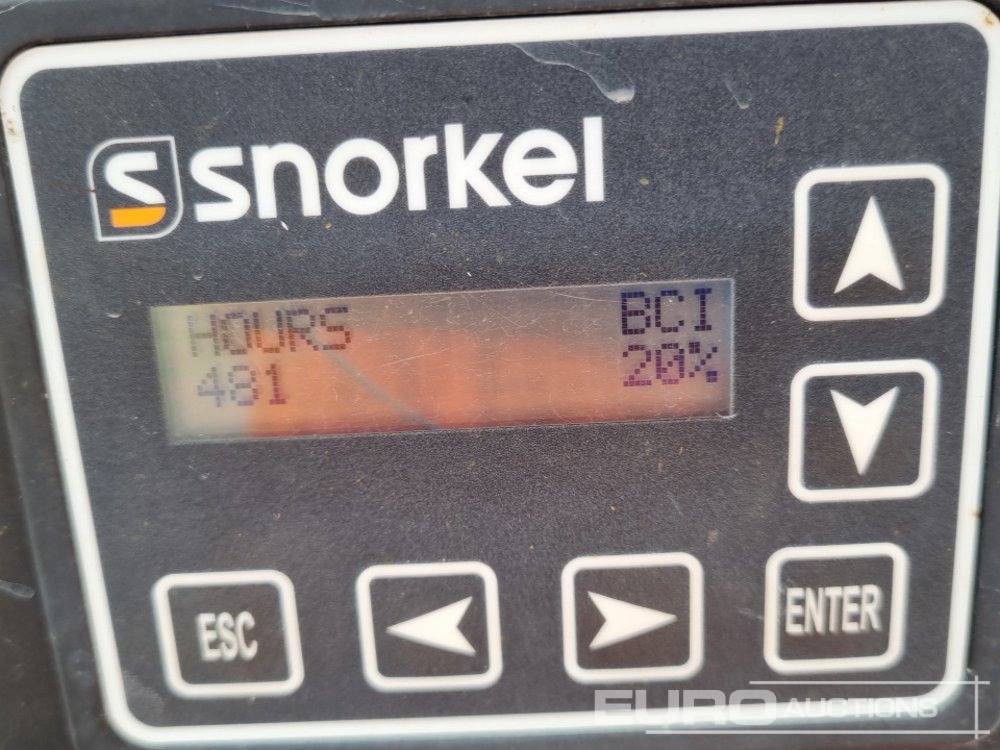 snorkel
HOURS BCI
481 20%
ESC ENTER
EURO AUCTIONS